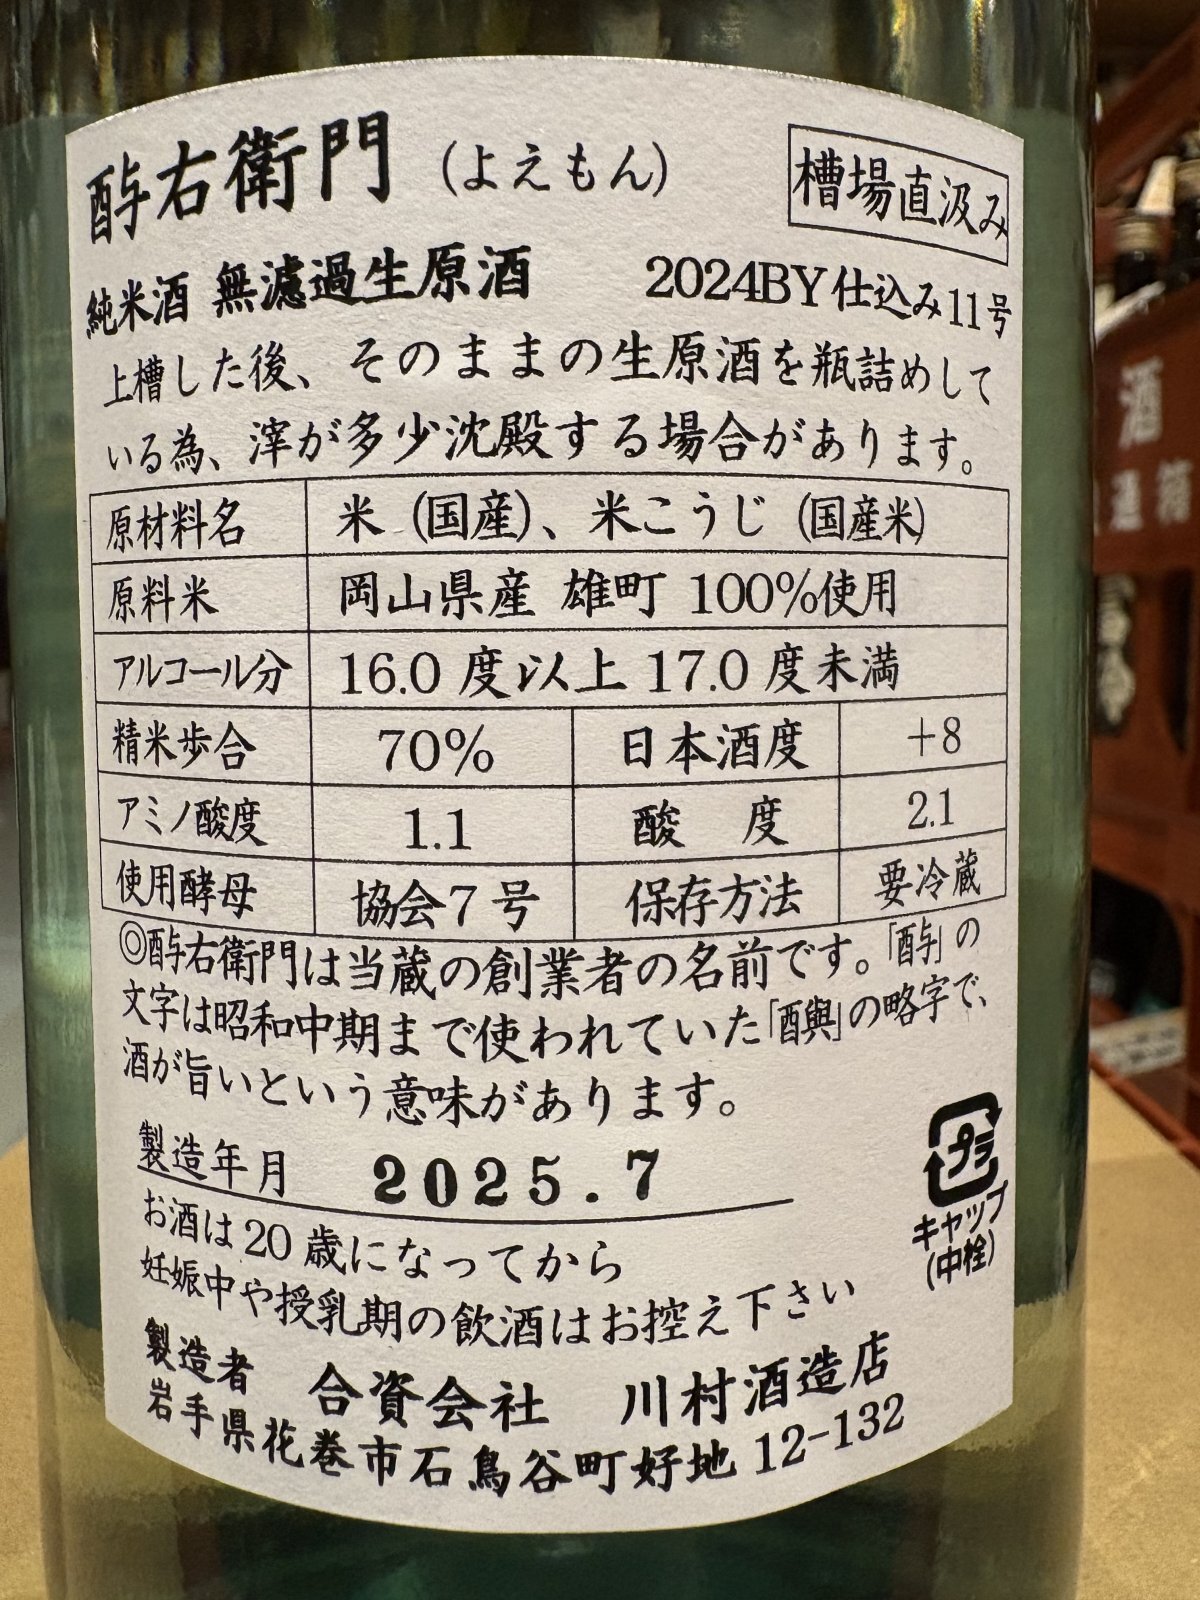 酉与右衛門 (よえもん)
槽場直汲み
純米酒 無濾過生原酒 2024BY仕込み11号
上槽した後、そのままの生原酒を瓶詰めして
いる為、滓が多少沈殿する場合があります。
原材料名 米(国産)、米こうじ(国産米)
原料米 岡山県産 雄町 100%使用
アルコール分 16.0度以上17.0度未満
精米歩合 70% 日本酒度 +8
アミノ酸度 1.1 酸度 2.1
使用酵母 協会7号 保存方法 要冷蔵
◎酉与右衛門は当蔵の創業者の名前です。「酉与」の
文字は昭和中期まで使われていた「酉與」の略字で、
酒が旨いという意味があります。
製造年月 2025.7
プラ
キャップ
(中栓)
お酒は20歳になってから
妊娠中や授乳期の飲酒はお控え下さい
製造者 合資会社 川村酒造店
岩手県花巻市石鳥谷町好地12-132
酒